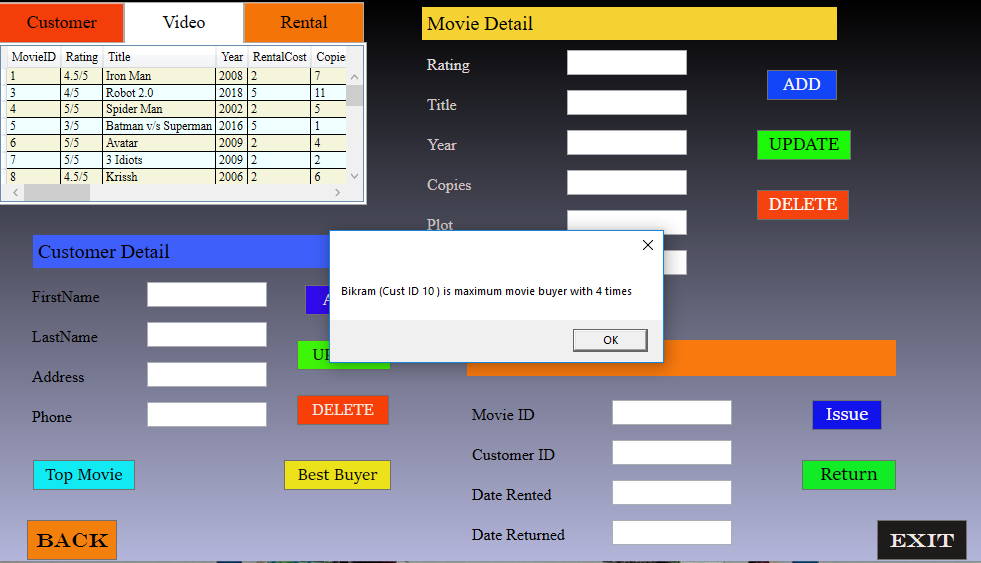 Customer Video Rental
MovieID Rating Title Year RentalCost Copie
1 4.5/5 Iron Man 2008 2 7
3 4/5 Robot 2.0 2018 5 11
4 5/5 Spider Man 2002 2 5
5 3/5 Batman v/s Superman 2016 5 1
6 5/5 Avatar 2009 2 4
7 5/5 3 Idiots 2009 2 2
8 4.5/5 Krissh 2006 2 6
Movie Detail
Rating
Title
Year
Copies
Plot
ADD
UPDATE
DELETE
Customer Detail
FirstName
LastName
Address
Phone
A
UP
DELETE
Bikram (Cust ID 10 ) is maximum movie buyer with 4 times
OK
Movie ID
Customer ID
Date Rented
Date Returned
Issue
Return
Top Movie
Best Buyer
BACK
EXIT